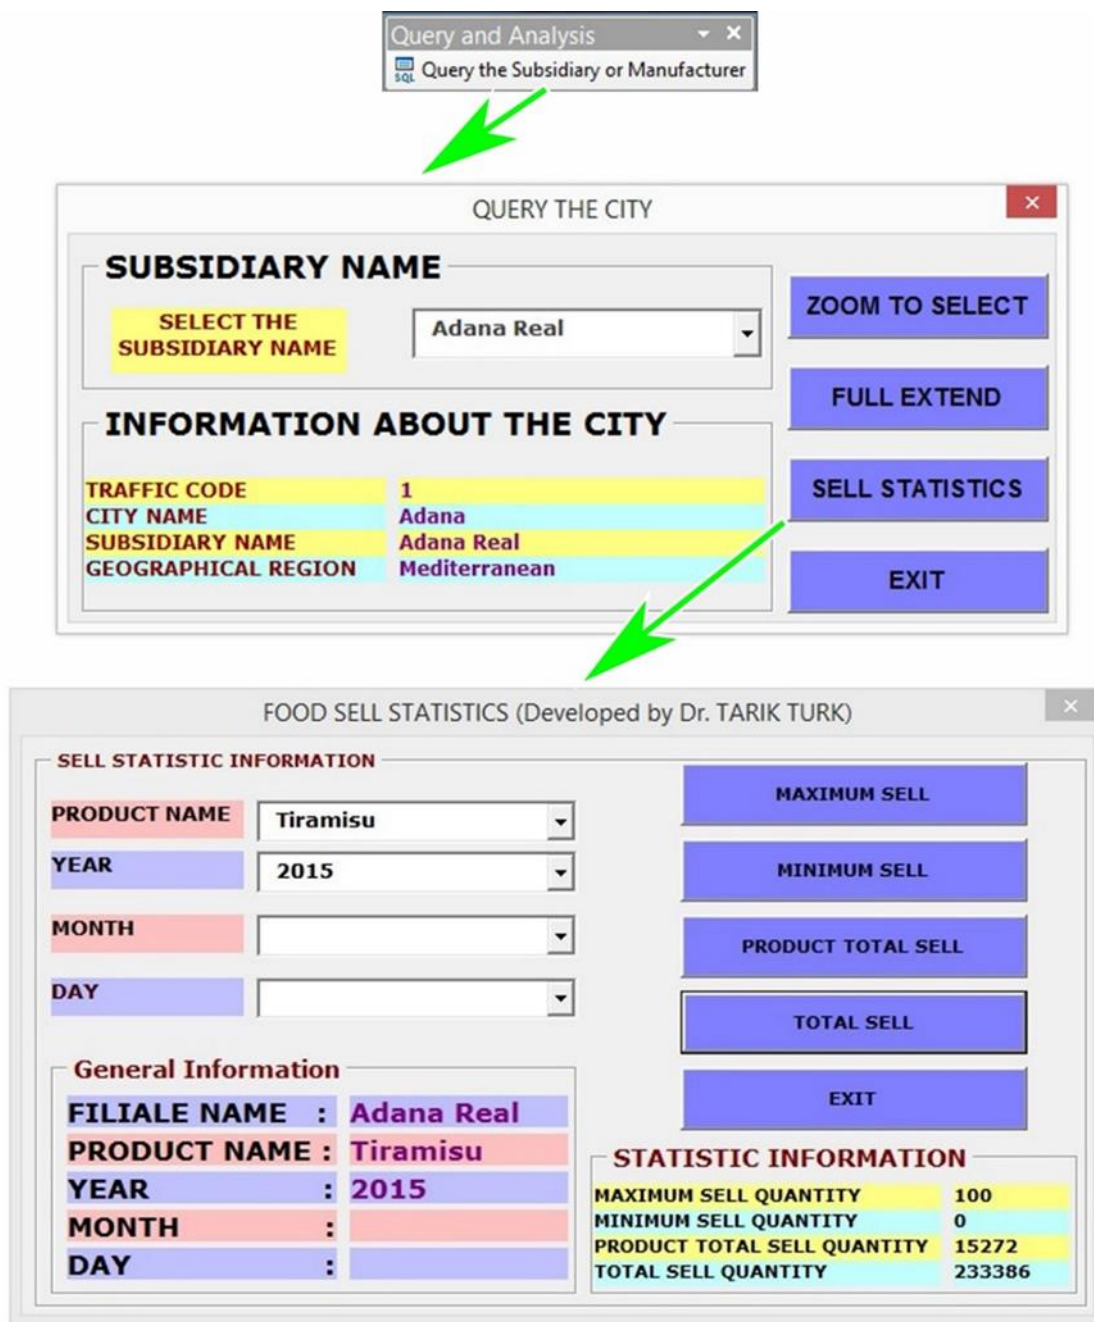 Query and Analysis
SQL Query the Subsidiary or Manufacturer
QUERY THE CITY
SUBSIDIARY NAME
SELECT THE
SUBSIDIARY NAME
Adana Real
ZOOM TO SELECT
FULL EXTEND
INFORMATION ABOUT THE CITY
TRAFFIC CODE 1
CITY NAME Adana
SUBSIDIARY NAME Adana Real
GEOGRAPHICAL REGION Mediterranean
SELL STATISTICS
EXIT
FOOD SELL STATISTICS (Developed by Dr. TARIK TURK)
SELL STATISTIC INFORMATION
PRODUCT NAME Tiramisu
YEAR 2015
MONTH
DAY
MAXIMUM SELL
MINIMUM SELL
PRODUCT TOTAL SELL
TOTAL SELL
EXIT
General Information
FILIALE NAME : Adana Real
PRODUCT NAME : Tiramisu
YEAR : 2015
MONTH :
DAY :
STATISTIC INFORMATION
MAXIMUM SELL QUANTITY 100
MINIMUM SELL QUANTITY 0
PRODUCT TOTAL SELL QUANTITY 15272
TOTAL SELL QUANTITY 233386